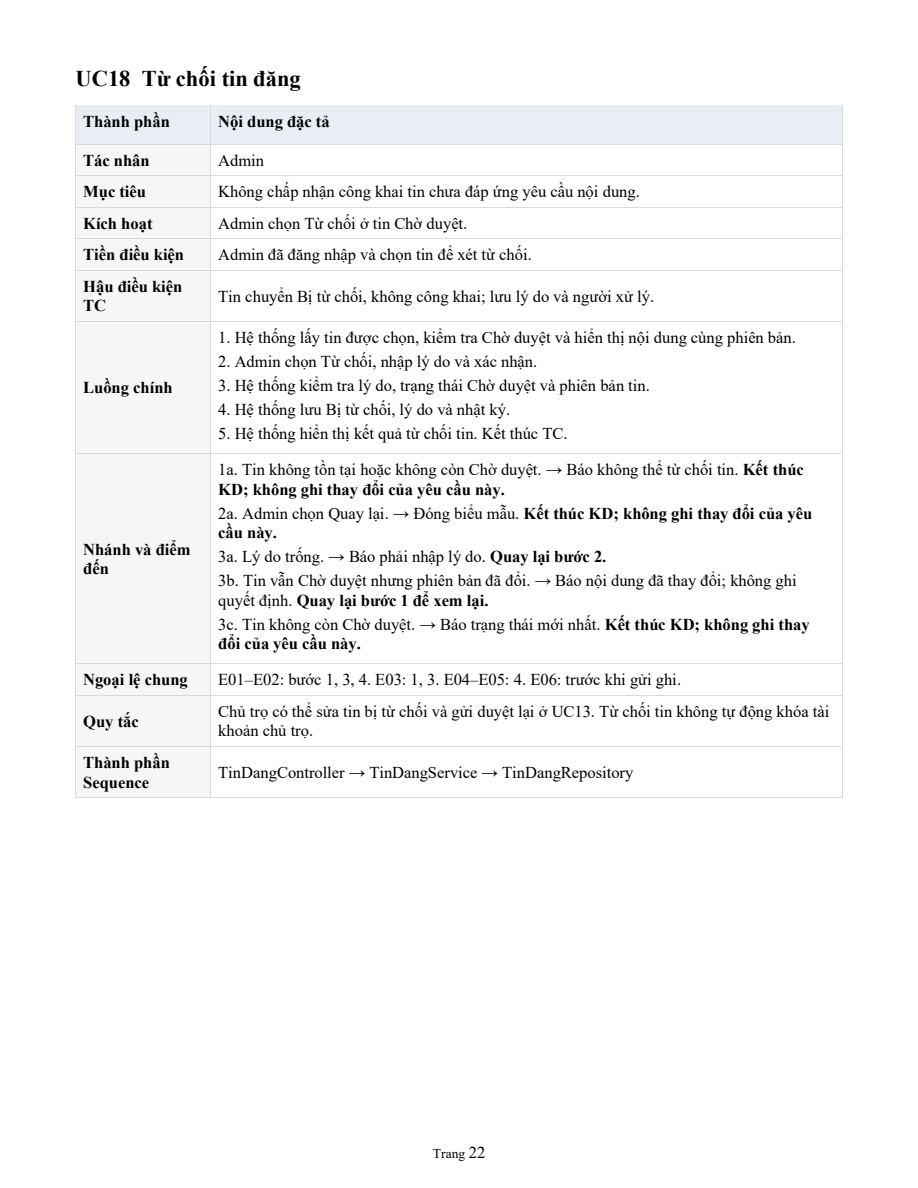 UC18 Từ chối tin đăng
Thành phần
Nội dung đặc tả
Tác nhân
Admin
Mục tiêu
Không chấp nhận công khai tin chưa đáp ứng yêu cầu nội dung.
Kích hoạt
Admin chọn Từ chối ở tin Chờ duyệt.
Tiền điều kiện
Admin đã đăng nhập và chọn tin để xét từ chối.
Hậu điều kiện
TC
Tin chuyển Bị từ chối, không công khai; lưu lý do và người xử lý.
Luồng chính
1. Hệ thống lấy tin được chọn, kiểm tra Chờ duyệt và hiển thị nội dung cùng phiên bản.
2. Admin chọn Từ chối, nhập lý do và xác nhận.
3. Hệ thống kiểm tra lý do, trạng thái Chờ duyệt và phiên bản tin.
4. Hệ thống lưu Bị từ chối, lý do và nhật ký.
5. Hệ thống hiển thị kết quả từ chối tin. Kết thúc TC.
Nhánh và điểm
đến
1a. Tin không tồn tại hoặc không còn Chờ duyệt. → Báo không thể từ chối tin. Kết thúc
KD; không ghi thay đổi của yêu cầu này.
2a. Admin chọn Quay lại. → Đóng biểu mẫu. Kết thúc KD; không ghi thay đổi của yêu
cầu này.
3a. Lý do trống. → Báo phải nhập lý do. Quay lại bước 2.
3b. Tin vẫn Chờ duyệt nhưng phiên bản đã đổi. → Báo nội dung đã thay đổi; không ghi
quyết định. Quay lại bước 1 để xem lại.
3c. Tin không còn Chờ duyệt. → Báo trạng thái mới nhất. Kết thúc KD; không ghi thay
đổi của yêu cầu này.
Ngoại lệ chung
E01–E02: bước 1, 3, 4. E03: 1, 3. E04–E05: 4. E06: trước khi gửi ghi.
Quy tắc
Chủ trọ có thể sửa tin bị từ chối và gửi duyệt lại ở UC13. Từ chối tin không tự động khóa tài
khoản chủ trọ.
Thành phần
Sequence
TinDangController → TinDangService → TinDangRepository
Trang 22